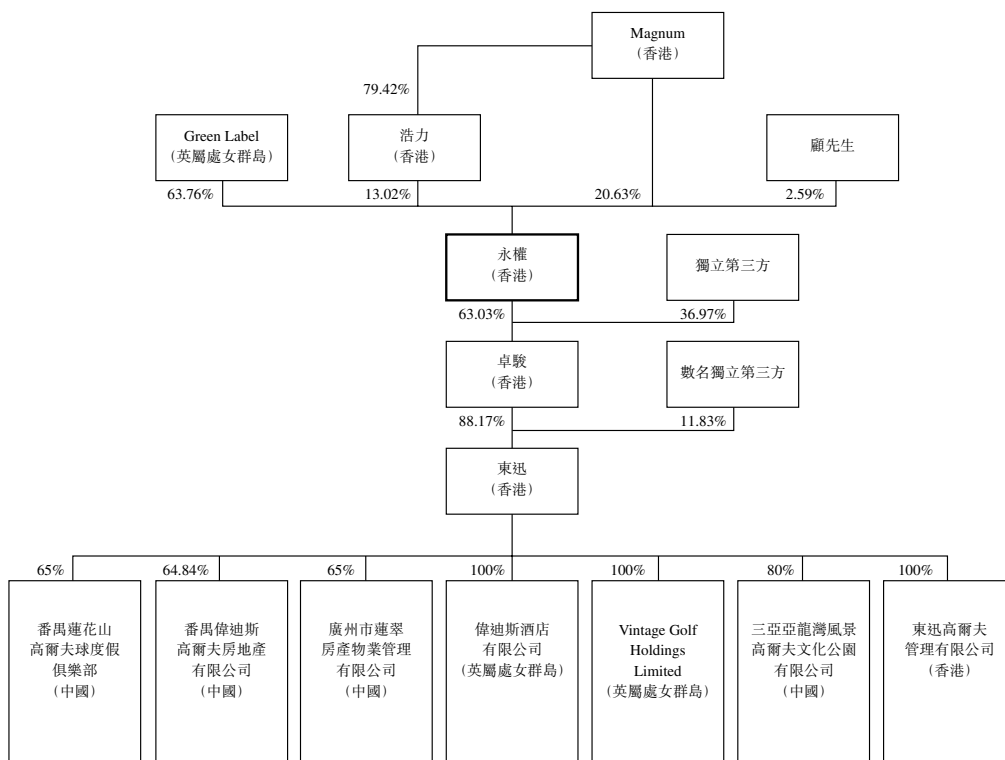 Magnum
(香港)
79.42%
Green Label
(英屬處女群島)
浩力
(香港)
顧先生
63.76%
13.02%
20.63%
2.59%
永權
(香港)
獨立第三方
63.03%
36.97%
卓駿
(香港)
數名獨立第三方
88.17%
11.83%
東迅
(香港)
65%
64.84%
65%
100%
100%
80%
100%
番禺蓮花山
高爾夫球度假
俱樂部
(中國)
番禺偉迪斯
高爾夫房地產
有限公司
(中國)
廣州市蓮翠
房產物業管理
有限公司
(中國)
偉迪斯酒店
有限公司
(英屬處女群島)
Vintage Golf
Holdings
Limited
(英屬處女群島)
三亞亞龍灣風景
高爾夫文化公園
有限公司
(中國)
東迅高爾夫
管理有限公司
(香港)